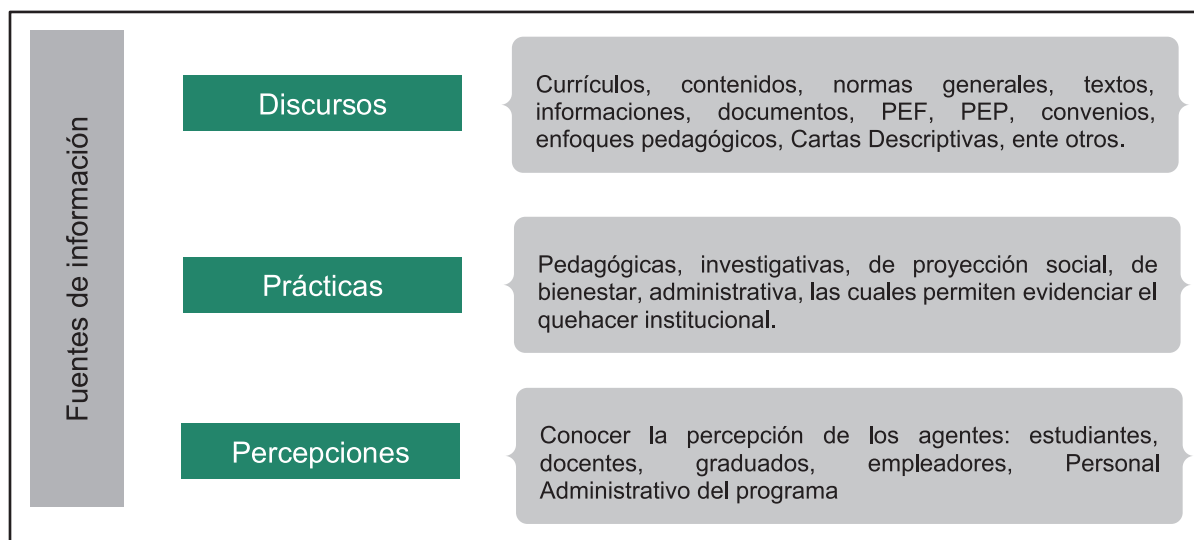 Fuentes de información
Discursos
Currículos, contenidos, normas generales, textos,
informaciones, documentos, PEF, PEP, convenios,
enfoques pedagógicos, Cartas Descriptivas, ente otros.
Prácticas
Pedagógicas, investigativas, de proyección social, de
bienestar, administrativa, las cuales permiten evidenciar el
quehacer institucional.
Percepciones
Conocer la percepción de los agentes: estudiantes,
docentes, graduados, empleadores, Personal
Administrativo del programa